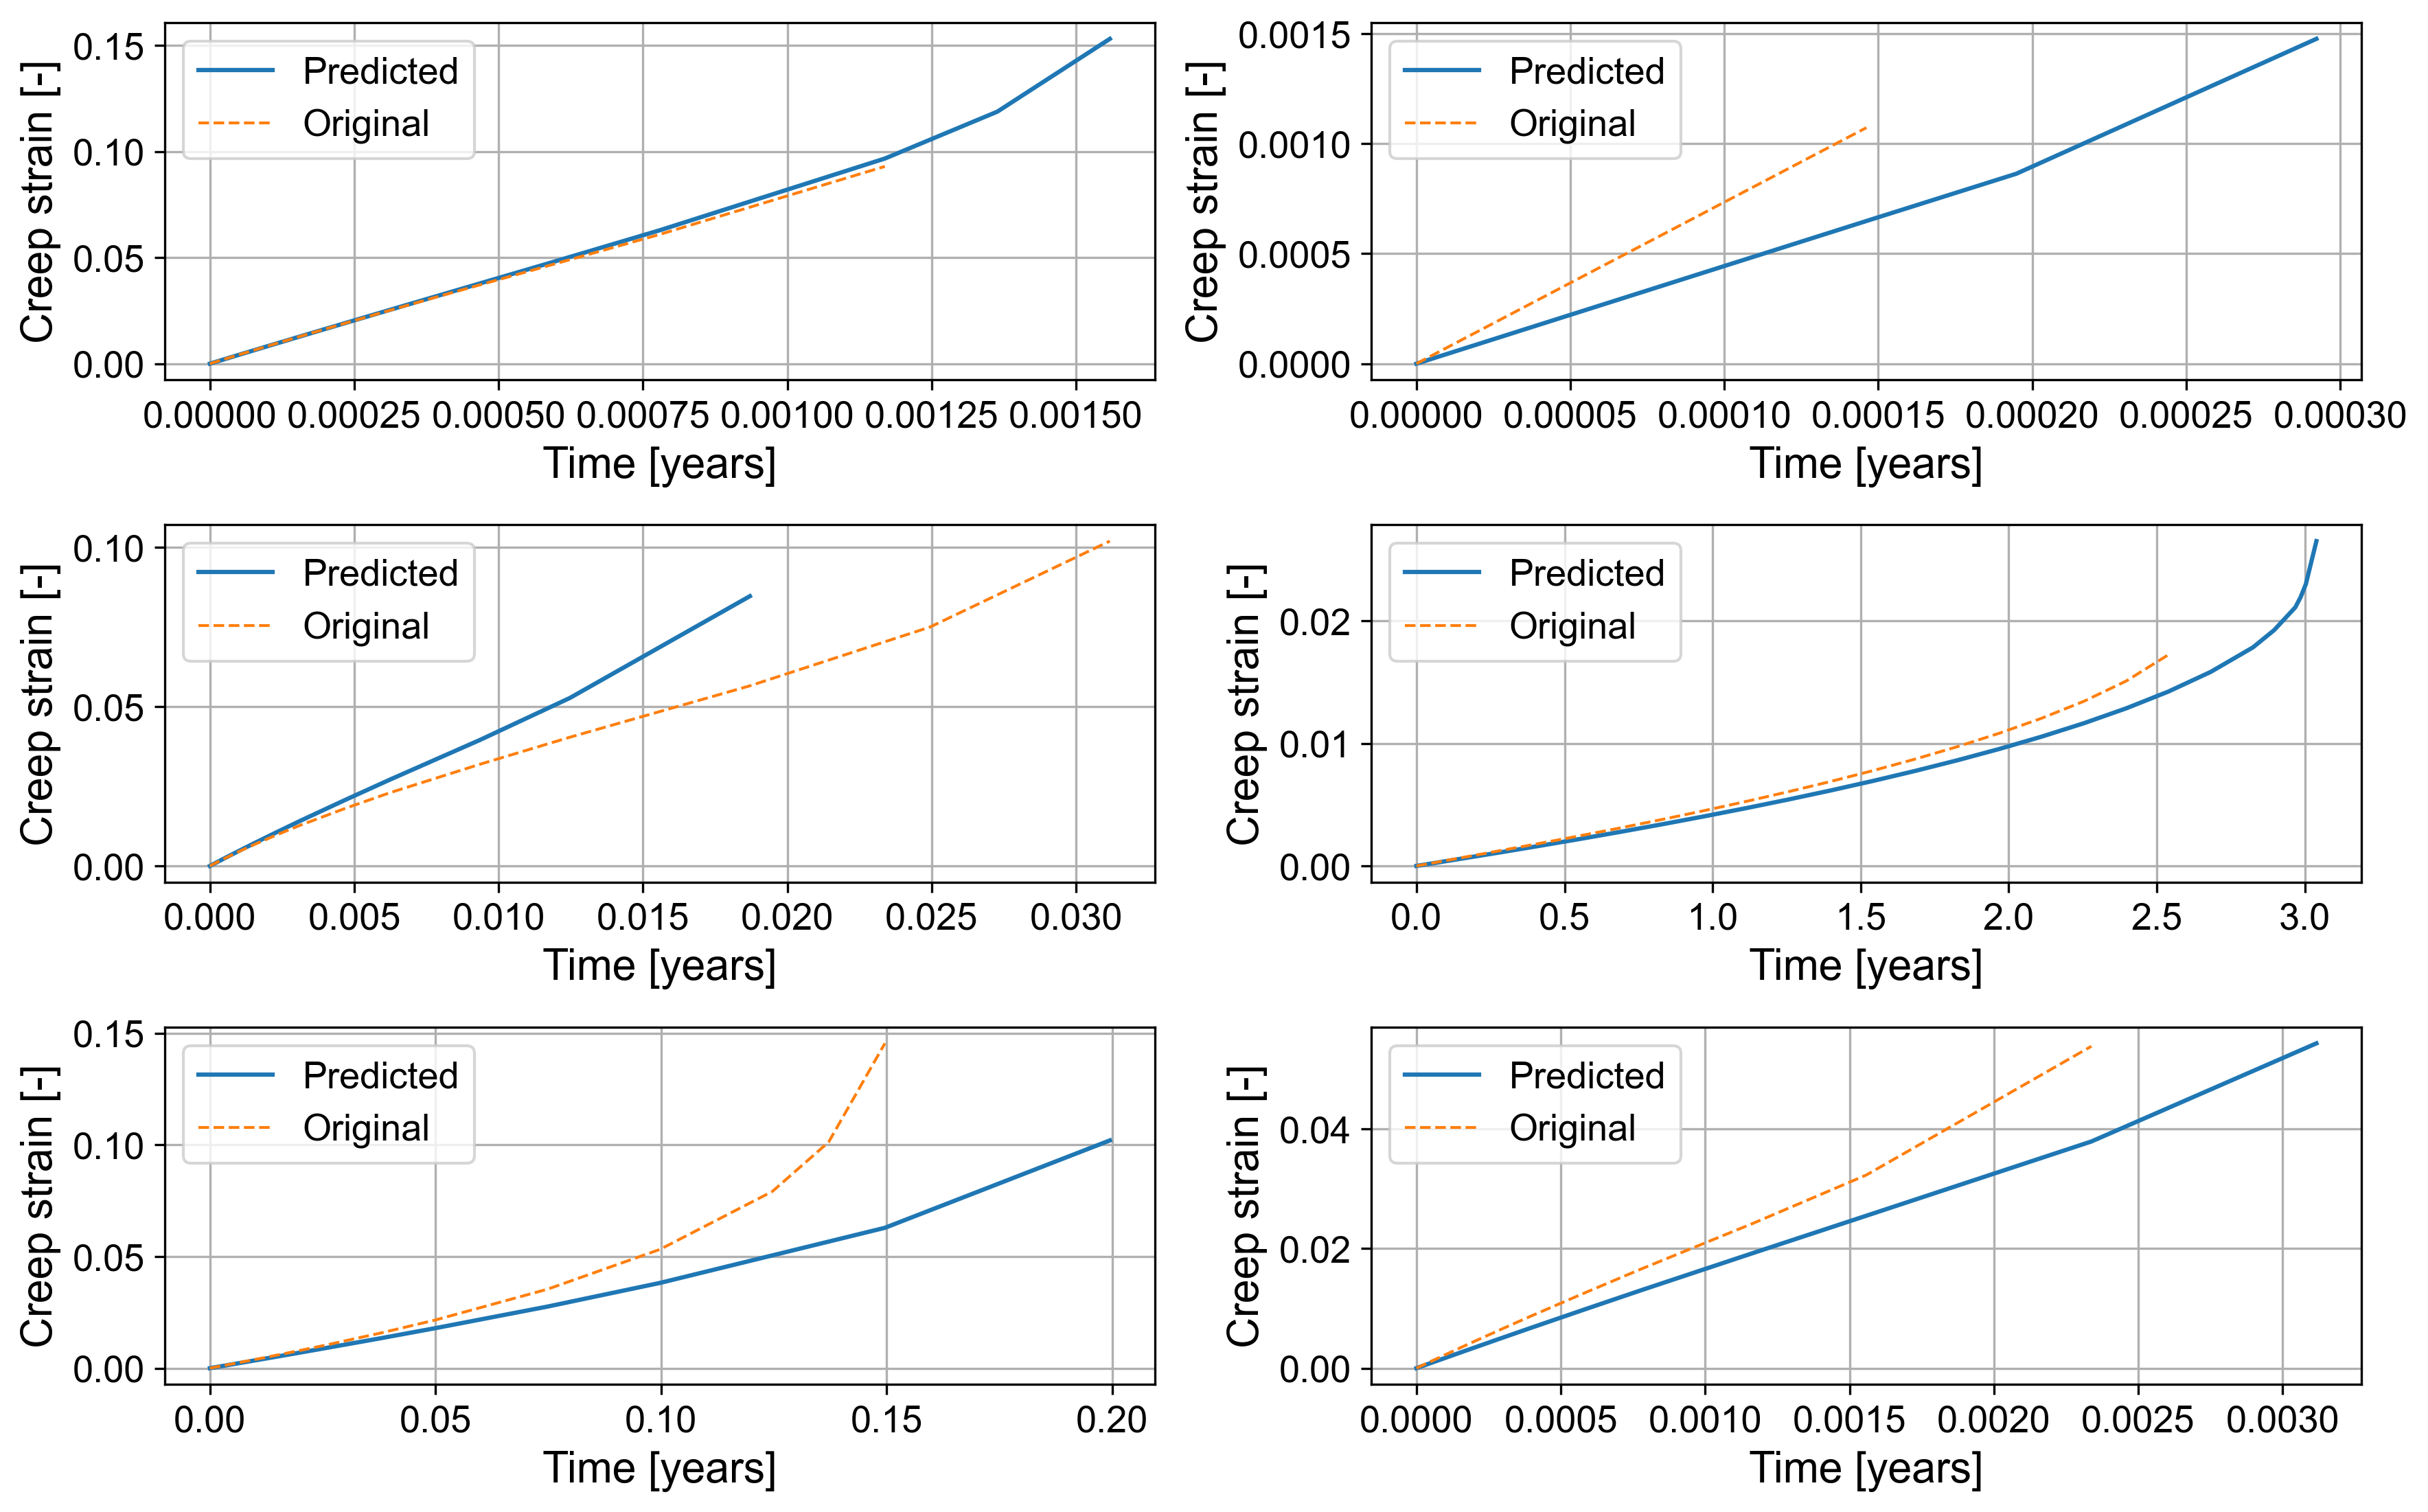 0.15
0.10
0.05
0.00
Creep strain [-]
Predicted
Original
0.00000 0.00025 0.00050 0.00075 0.00100 0.00125 0.00150
Time [years]
0.0015
0.0010
0.0005
0.0000
Creep strain [-]
Predicted
Original
0.00000 0.00005 0.00010 0.00015 0.00020 0.00025 0.00030
Time [years]
0.10
0.05
0.00
Creep strain [-]
Predicted
Original
0.000 0.005 0.010 0.015 0.020 0.025 0.030
Time [years]
0.02
0.01
0.00
Creep strain [-]
Predicted
Original
0.0 0.5 1.0 1.5 2.0 2.5 3.0
Time [years]
0.15
0.10
0.05
0.00
Creep strain [-]
Predicted
Original
0.00 0.05 0.10 0.15 0.20
Time [years]
0.04
0.02
0.00
Creep strain [-]
Predicted
Original
0.0000 0.0005 0.0010 0.0015 0.0020 0.0025 0.0030
Time [years]